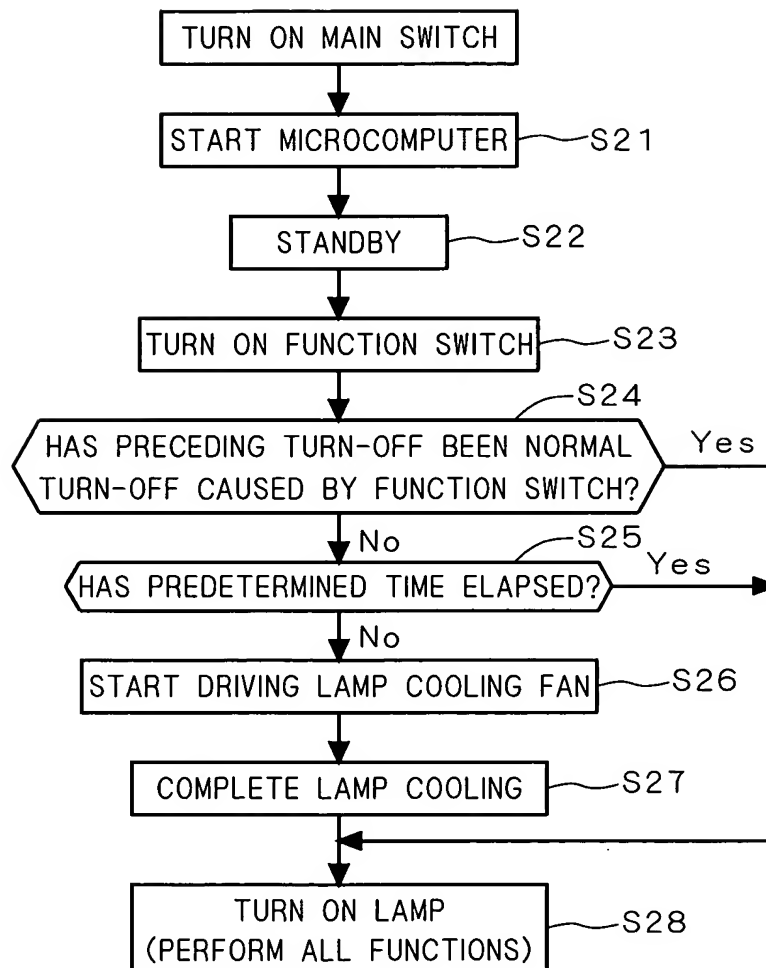 TURN ON MAIN SWITCH
START MICROCOMPUTER
S21
STANDBY
S22
TURN ON FUNCTION SWITCH
S23
S24
HAS PRECEDING TURN-OFF BEEN NORMAL
TURN-OFF CAUSED BY FUNCTION SWITCH?
Yes
No
S25
HAS PREDETERMINED TIME ELAPSED?
Yes
No
START DRIVING LAMP COOLING FAN
S26
COMPLETE LAMP COOLING
S27
TURN ON LAMP
(PERFORM ALL FUNCTIONS)
S28